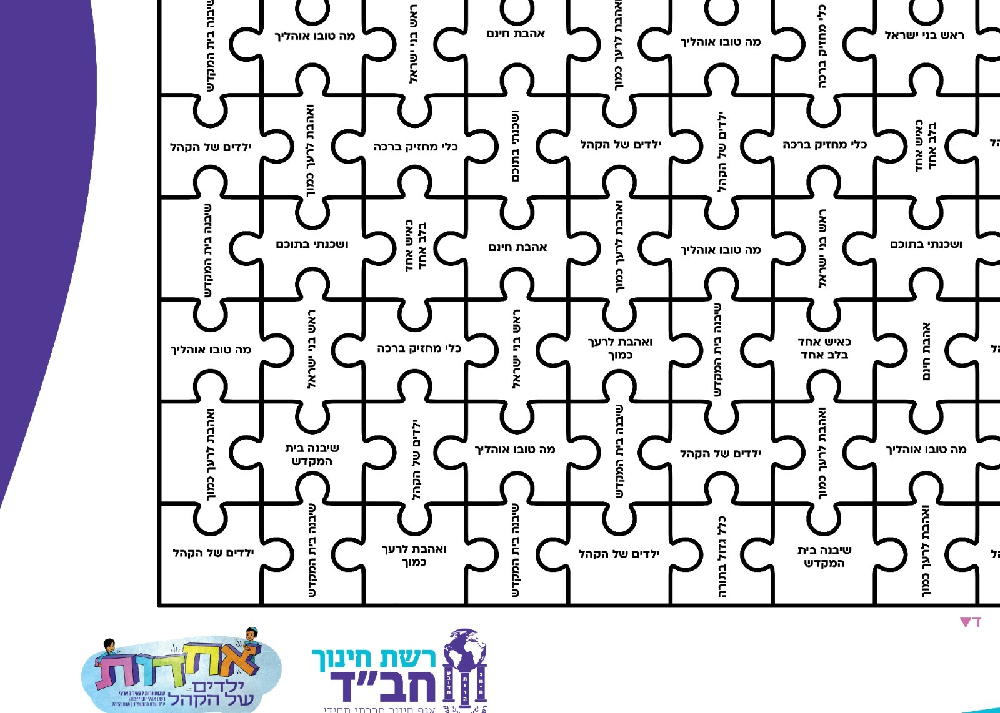 ראש בני ישראל
כלי מחזיק ברכה
מה טובו אוהליך
ואהבת לרעך כמוך
אהבת חינם
ראש בני ישראל
מה טובו אוהליך
שיבנה בית המקדש
כאיש אחד
בלב אחד
כלי מחזיק ברכה
ילדים של הקהל
ילדים של הקהל
ושכנתי בתוכם
כלי מחזיק ברכה
ואהבת לרעך כמוך
ילדים של הקהל
ושכנתי בתוכם
ראש בני ישראל
מה טובו אוהליך
ואהבת לרעך כמוך
אהבת חינם
כאיש אחד
בלב אחד
ושכנתי בתוכם
שיבנה בית המקדש
אהבת חינם
כאיש אחד
בלב אחד
שיבנה בית המקדש
ואהבת לרעך
כמוך
ראש בני ישראל
כלי מחזיק ברכה
ראש בני ישראל
מה טובו אוהליך
מה טובו אוהליך
ואהבת לרעך כמוך
ילדים של הקהל
שיבנה בית המקדש
מה טובו אוהליך
ילדים של הקהל
שיבנה בית
המקדש
ואהבת לרעך כמוך
ואהבת לרעך כמוך
שיבנה בית
המקדש
כלל גדול בתורה
ילדים של הקהל
שיבנה בית המקדש
ואהבת לרעך
כמוך
שיבנה בית המקדש
ילדים של הקהל
ד
רשת חינוך
חב"ד
אגף חינוך חברתי חסידי
אחדות
ילדים
של הקהל